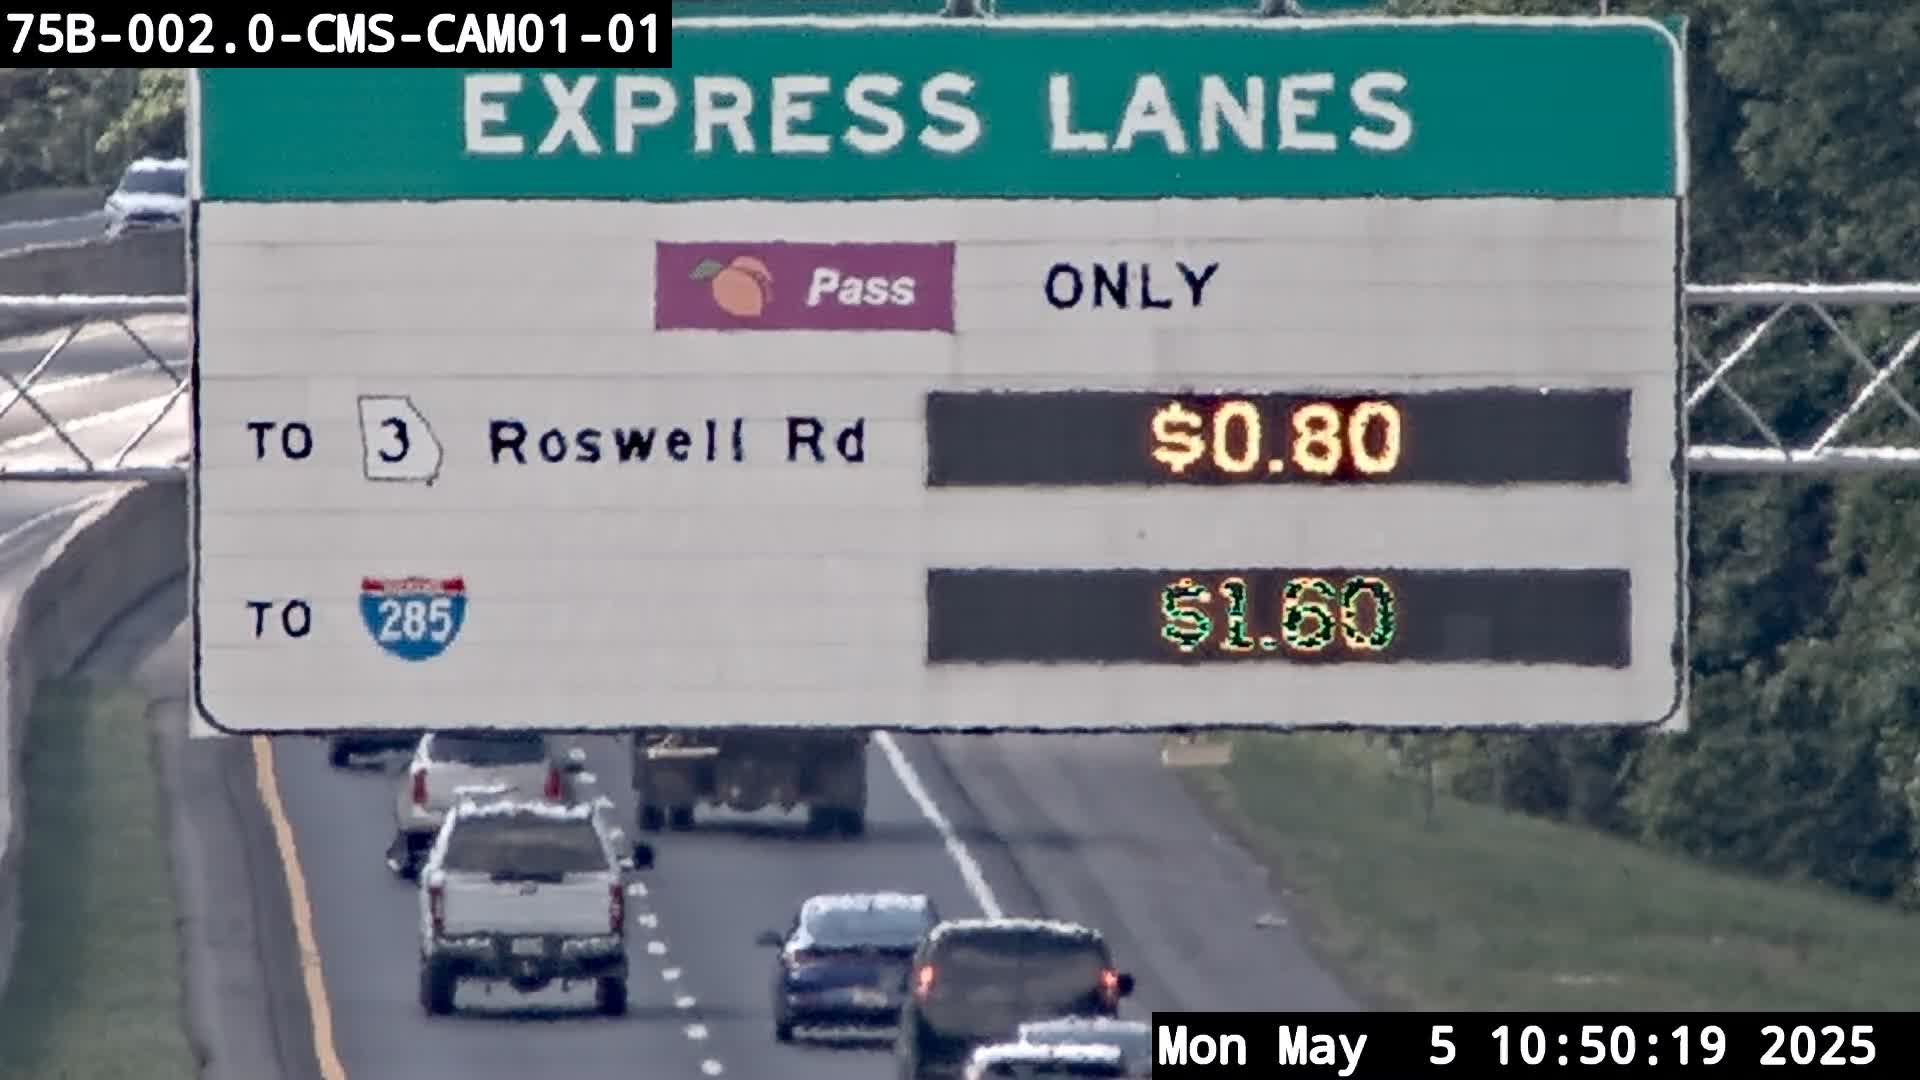 75B-002.0-CMS-CAM01-01
EXPRESS LANES
Pass ONLY
TO 3 Roswell Rd $0.80
TO 285 $1.60
Mon May 5 10:50:19 2025